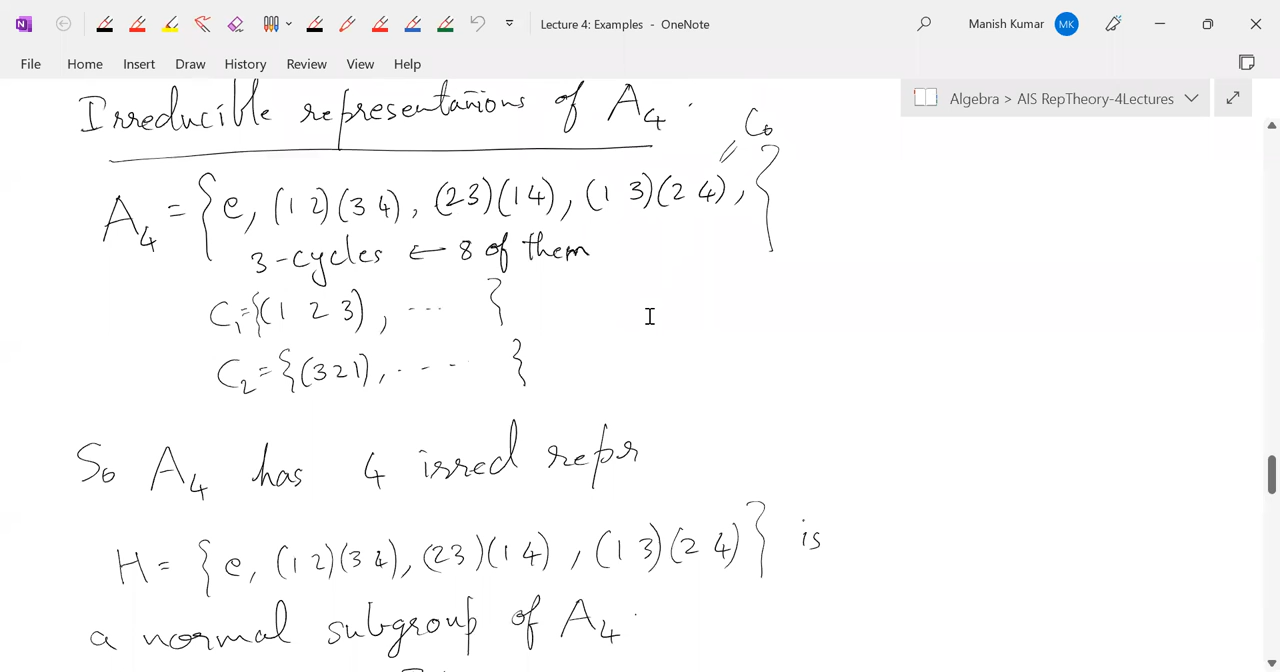 Lecture 4: Examples - OneNote
Manish Kumar
MK
File Home Insert Draw History Review View Help
Algebra > AIS RepTheory-4Lectures
Irreducible representations of A₄.
C₀
A₄ = { e, (1 2)(3 4), (2 3)(1 4), (1 3)(2 4), }
3-cycles ← 8 of them
C₁ = { (1 2 3), ... }
C₂ = { (3 2 1), .... }
So A₄ has 4 irred repr
H = { e, (1 2)(3 4), (2 3)(1 4), (1 3)(2 4) } is
a normal subgroup of A₄.